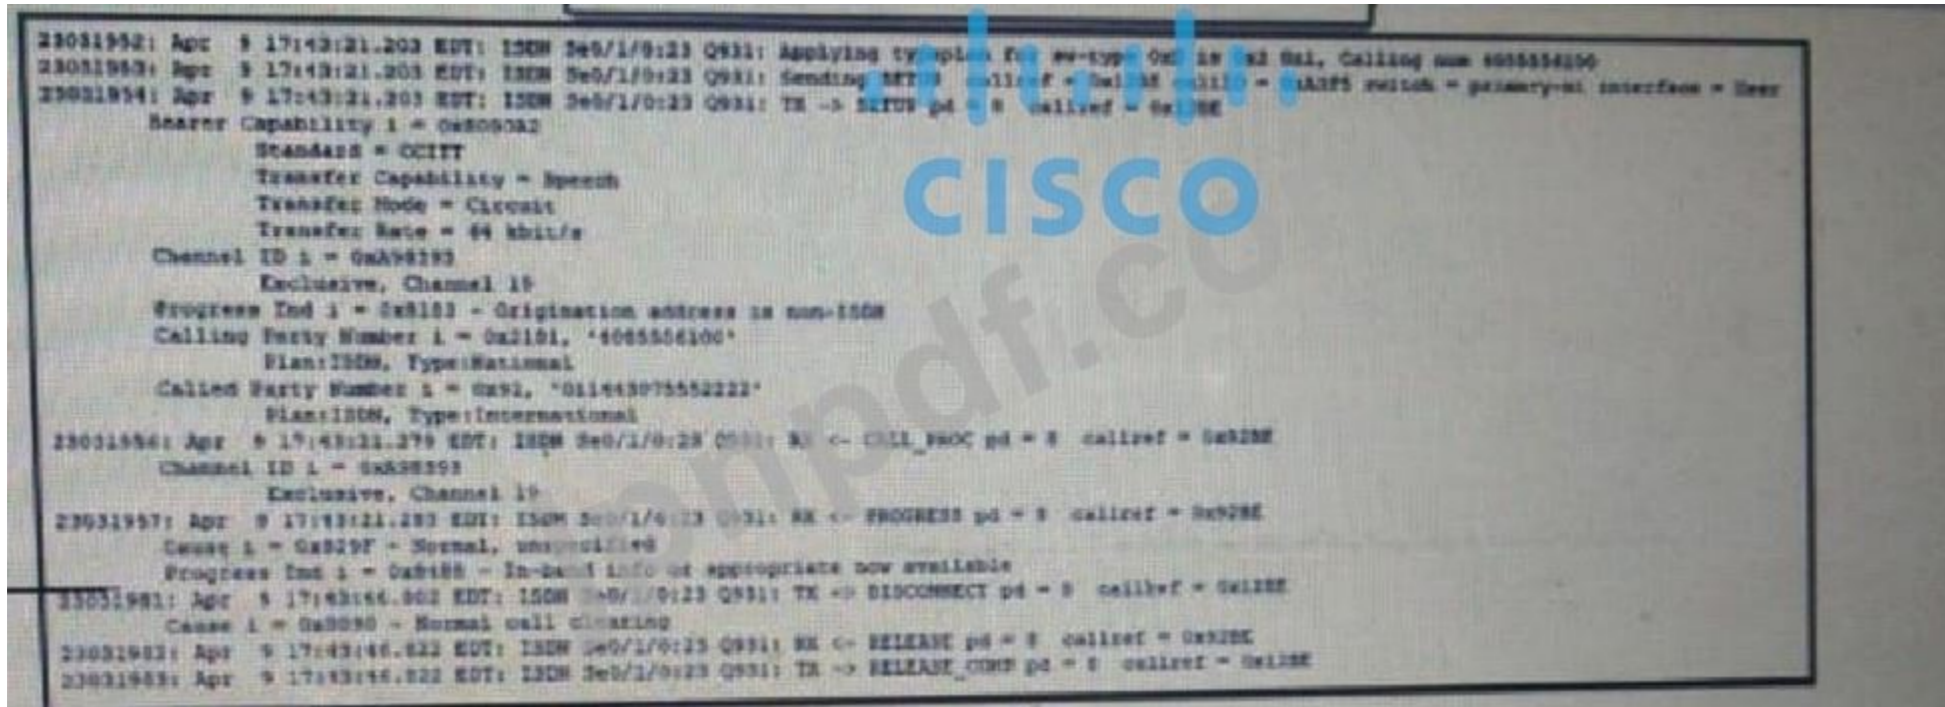 23031952: Apr 9 17:43:21.203 EDT: ISDN Se0/1/0:23 Q931: Applying typeplan for sw-type is Calling num 4085556100
23031953: Apr 9 17:43:21.203 EDT: ISDN Se0/1/0:23 Q931: Sending SETUP callref = callID = switch = primary-ni interface = User
23031954: Apr 9 17:43:21.203 EDT: ISDN Se0/1/0:23 Q931: TX -> SETUP pd = 8 callref = 0x12BE
Bearer Capability i = 0x8090A2
Standard = CCITT
Transfer Capability = Speech
Transfer Mode = Circuit
Transfer Rate = 64 kbit/s
Channel ID i = 0xA98393
Exclusive, Channel 19
Progress Ind i = 0x8183 - Origination address is non-ISDN
Calling Party Number i = 0x2181, '4085556100'
Plan:ISDN, Type:National
Called Party Number i = 0x91, '011443075552222'
Plan:ISDN, Type:International
23031956: Apr 9 17:43:21.279 EDT: ISDN Se0/1/0:23 Q931: RX <- CALL_PROC pd = 8 callref = 0x92BE
Channel ID i = 0xA98393
Exclusive, Channel 19
23031957: Apr 9 17:43:21.283 EDT: ISDN Se0/1/0:23 Q931: RX <- PROGRESS pd = 8 callref = 0x92BE
Cause i = 0x829F - Normal, unspecified
Progress Ind i = 0x8488 - In-band info or appropriate now available
23031981: Apr 9 17:43:46.802 EDT: ISDN Se0/1/0:23 Q931: TX -> DISCONNECT pd = 8 callref = 0x12BE
Cause i = 0x8090 - Normal call clearing
23031982: Apr 9 17:43:46.822 EDT: ISDN Se0/1/0:23 Q931: RX <- RELEASE pd = 8 callref = 0x92BE
23031983: Apr 9 17:43:46.822 EDT: ISDN Se0/1/0:23 Q931: TX -> RELEASE_COMP pd = 8 callref = 0x12BE
CISCO
npdf.co